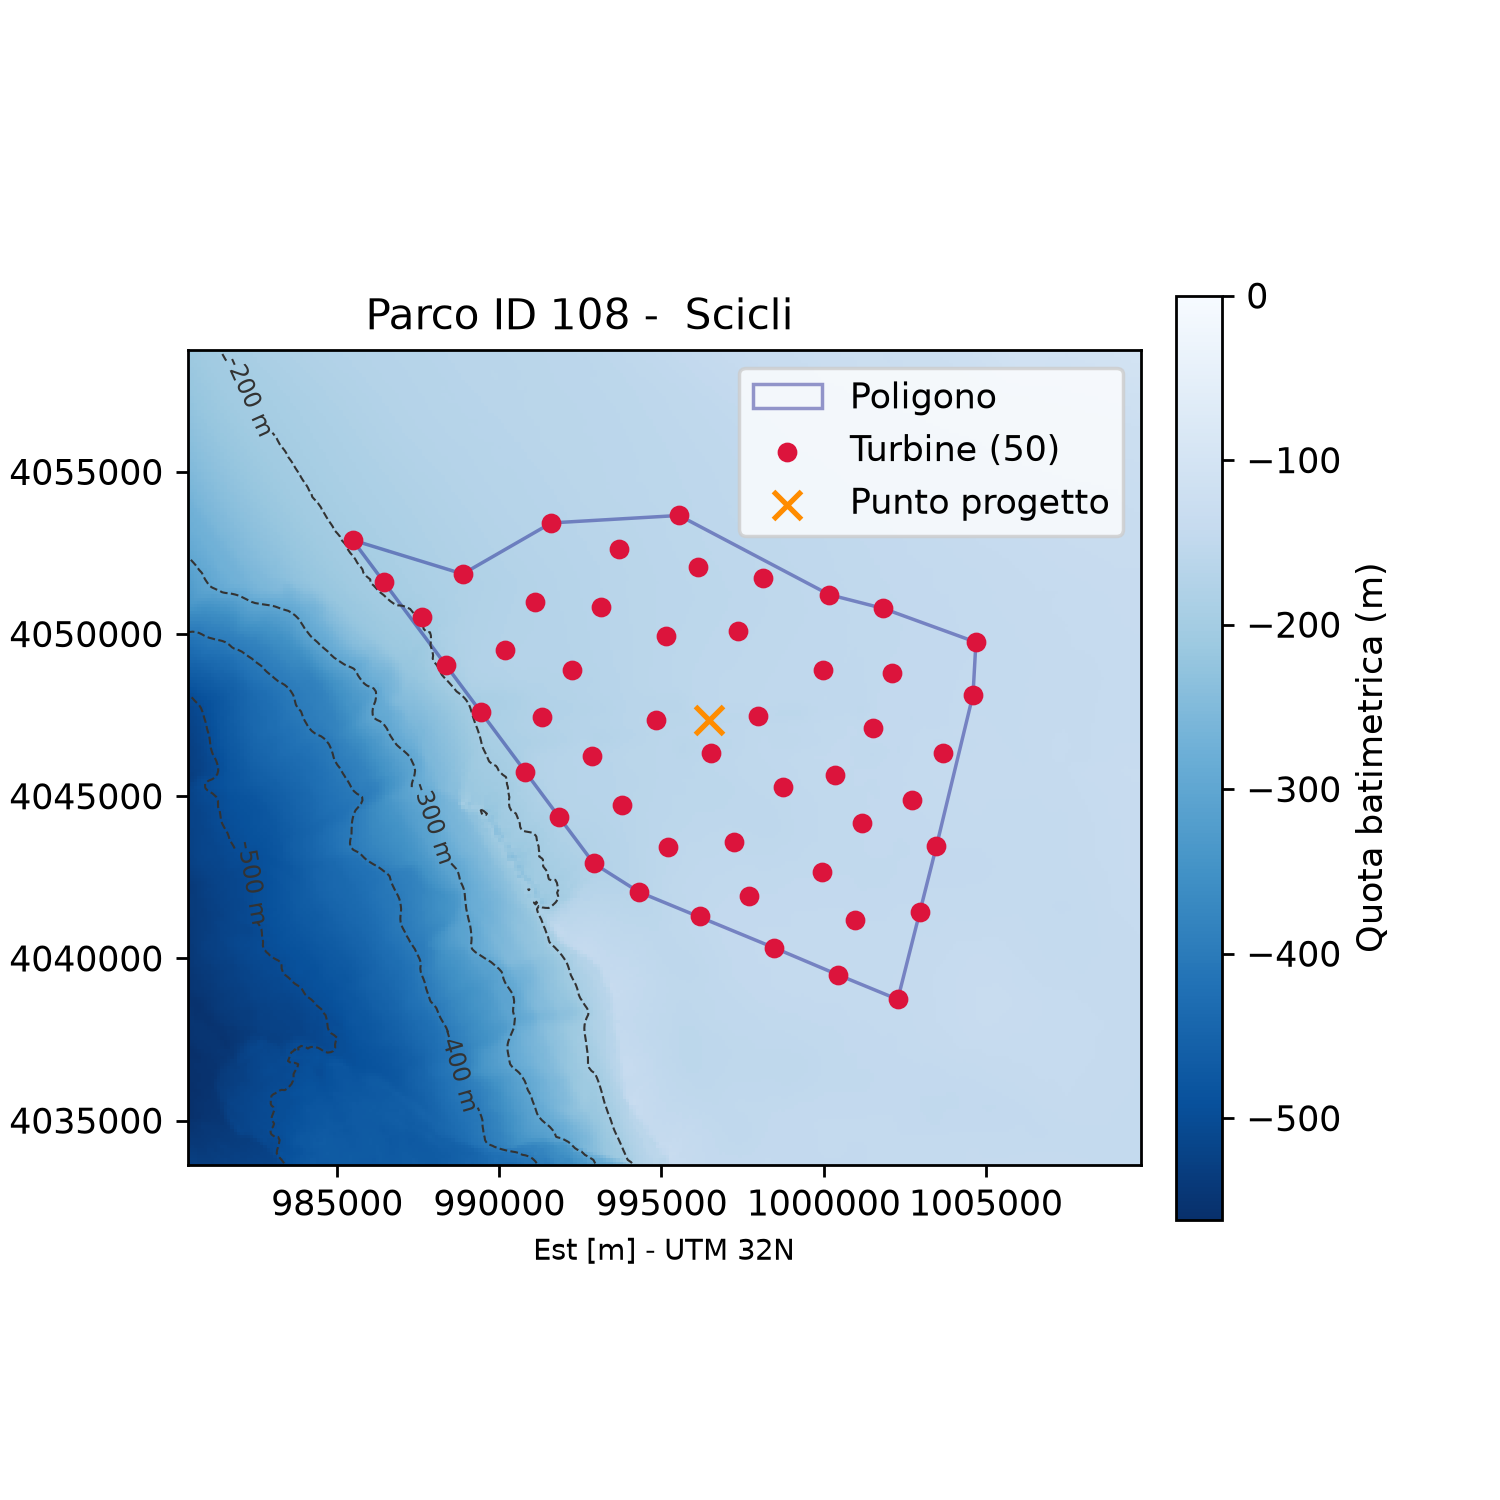 Parco ID 108 -  Scicli
Poligono
Turbine (50)
Punto progetto
-200 m
-300 m
-400 m
-500 m
4055000
4050000
4045000
4040000
4035000
985000 990000 995000 1000000 1005000
Est [m] - UTM 32N
0
−100
−200
−300
−400
−500
Quota batimetrica (m)